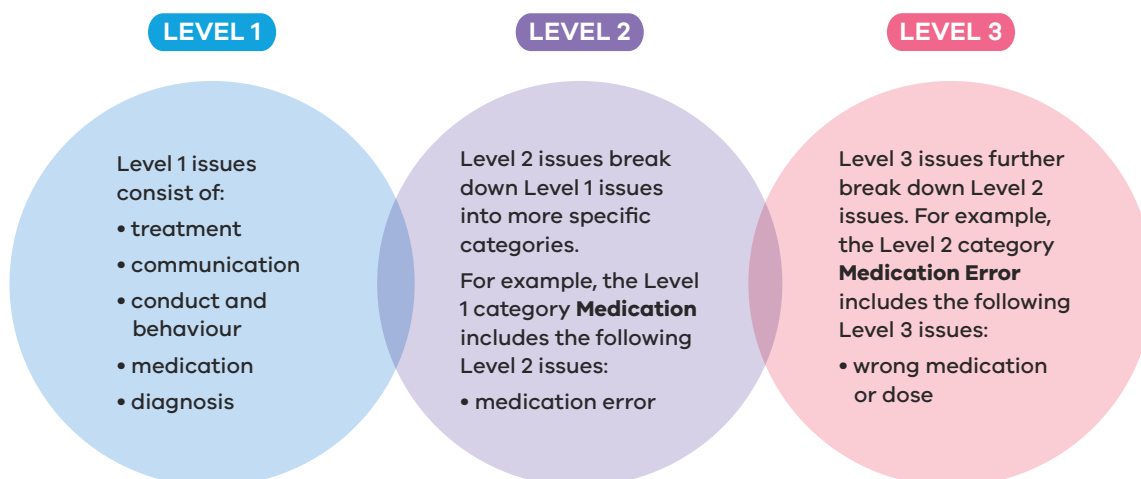 LEVEL 1
Level 1 issues
consist of:
• treatment
• communication
• conduct and
behaviour
• medication
• diagnosis
LEVEL 2
Level 2 issues break
down Level 1 issues
into more specific
categories.
For example, the Level
1 category Medication
includes the following
Level 2 issues:
• medication error
LEVEL 3
Level 3 issues further
break down Level 2
issues. For example,
the Level 2 category
Medication Error
includes the following
Level 3 issues:
• wrong medication
or dose